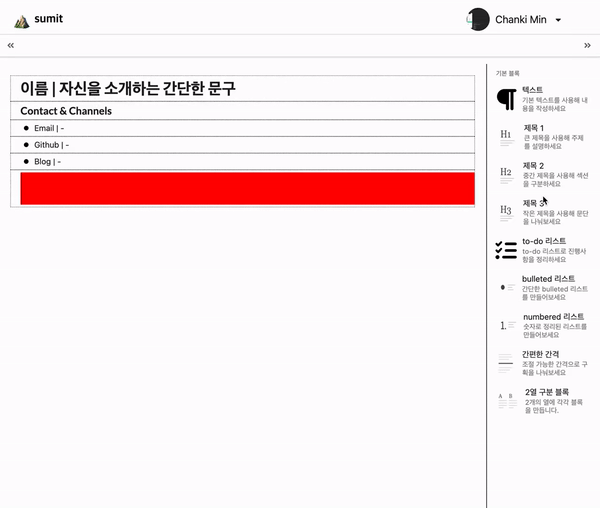 sumit
Chanki Min
«
»
이름 | 자신을 소개하는 간단한 문구
Contact & Channels
Email | -
Github | -
Blog | -
기본 블록
텍스트
기본 텍스트를 사용해 내
용을 작성하세요
H1
제목 1
큰 제목을 사용해 주제
를 설명하세요
H2
제목 2
중간 제목을 사용해 섹션
을 구분하세요
H3
제목 3
작은 제목을 사용해 문단
을 나눠보세요
to-do 리스트
to-do 리스트로 진행사
항을 정리하세요
bulleted 리스트
간단한 bulleted 리스트
를 만들어보세요
1.
numbered 리스트
숫자로 정리된 리스트를
만들어보세요
간편한 간격
조절 가능한 간격으로 구
획을 나눠보세요
A B
2열 구분 블록
2개의 열에 각각 블록
을 만듭니다.